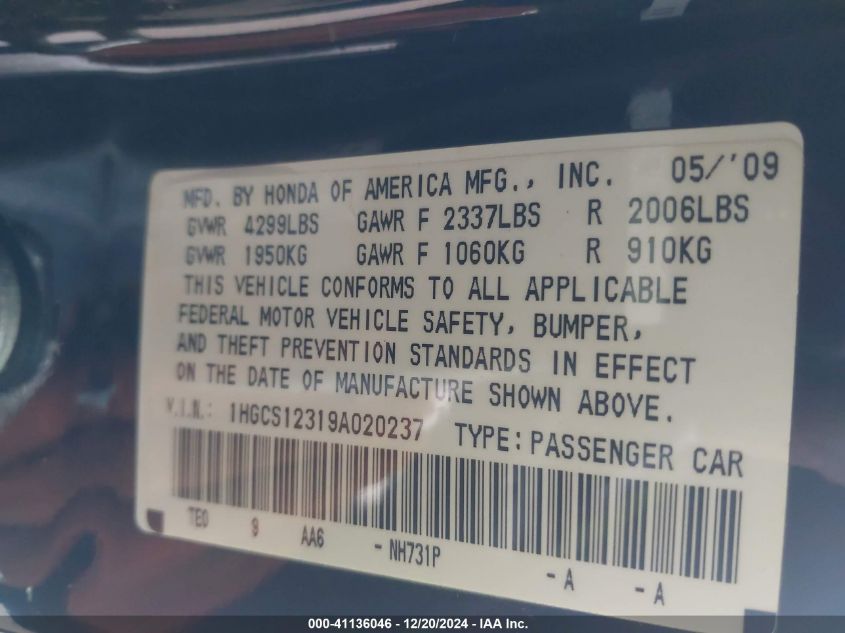 MFD. BY HONDA OF AMERICA MFG., INC. 05/'09
GVWR 4299LBS GAWR F 2337LBS R 2006LBS
GVWR 1950KG GAWR F 1060KG R 910KG
THIS VEHICLE CONFORMS TO ALL APPLICABLE
FEDERAL MOTOR VEHICLE SAFETY, BUMPER,
AND THEFT PREVENTION STANDARDS IN EFFECT
ON THE DATE OF MANUFACTURE SHOWN ABOVE.
V.I.N.: 1HGCS12319A020237 TYPE:PASSENGER CAR
TE0 9 AA6 -NH731P -A -A
000-41136046 - 12/20/2024 - IAA Inc.